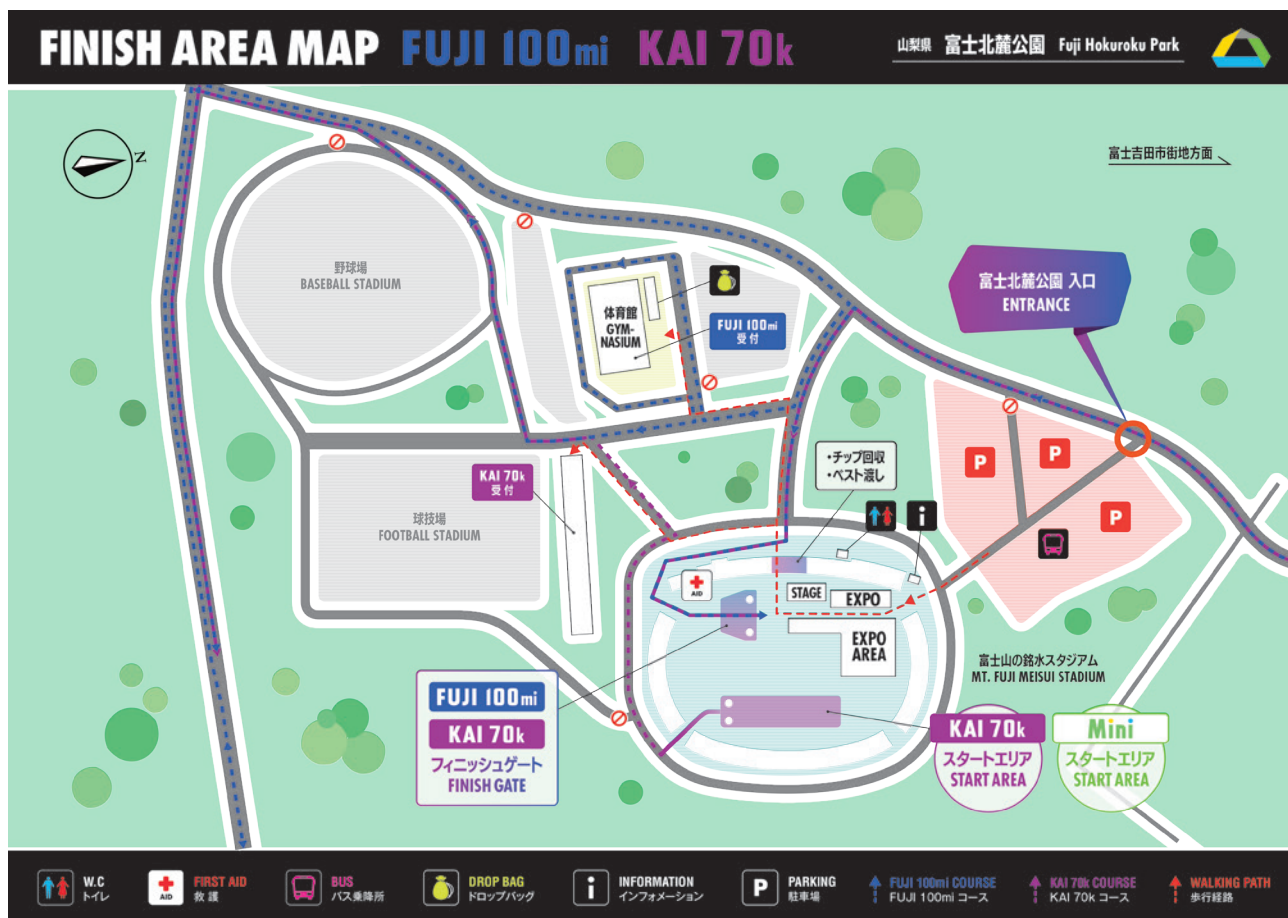 FINISH AREA MAP FUJI 100mi KAI 70k
山梨県 富士北麓公園 Fuji Hokuroku Park
N
富士吉田市街地方面
富士北麓公園 入口
ENTRANCE
野球場
BASEBALL STADIUM
体育館
GYM-
NASIUM
FUJI 100mi
受付
P
P
P
・チップ回収
・ベスト渡し
i
KAI 70k
受付
球技場
FOOTBALL STADIUM
AID
STAGE
EXPO
EXPO
AREA
富士山の銘水スタジアム
MT. FUJI MEISUI STADIUM
FUJI 100mi
KAI 70k
フィニッシュゲート
FINISH GATE
KAI 70k
スタートエリア
START AREA
Mini
スタートエリア
START AREA
W.C
トイレ
AID
FIRST AID
救護
BUS
バス乗降所
DROP BAG
ドロップバッグ
i
INFORMATION
インフォメーション
P
PARKING
駐車場
FUJI 100mi COURSE
FUJI 100mi コース
KAI 70k COURSE
KAI 70k コース
WALKING PATH
歩行経路